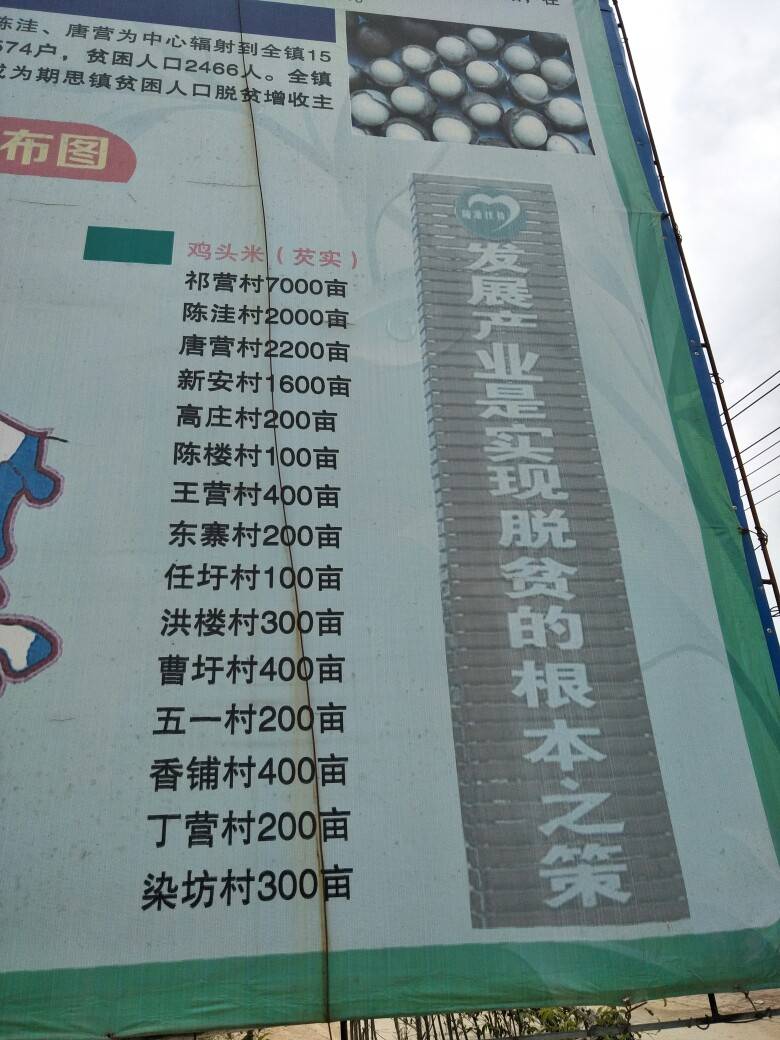 陈洼、唐营为中心辐射到全镇15
574户，贫困人口2466人。全镇
成为期思镇贫困人口脱贫增收主
布图
鸡头米（芡实）
祁营村7000亩
陈洼村2000亩
唐营村2200亩
新安村1600亩
高庄村200亩
陈楼村100亩
王营村400亩
东寨村200亩
任圩村100亩
洪楼村300亩
曹圩村400亩
五一村200亩
香铺村400亩
丁营村200亩
染坊村300亩
发展产业是实现脱贫的根本之策